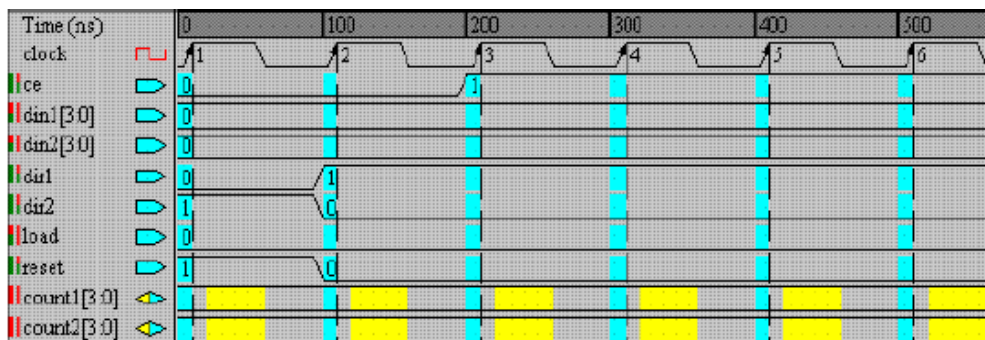 Time (ns) 0 100 200 300 400 500
clock 1 2 3 4 5 6
ce 0 1
din1[3:0] 0
din2[3:0] 0
dir1 0 1
dir2 1 0
load 0
reset 1 0
count1[3:0]
count2[3:0]